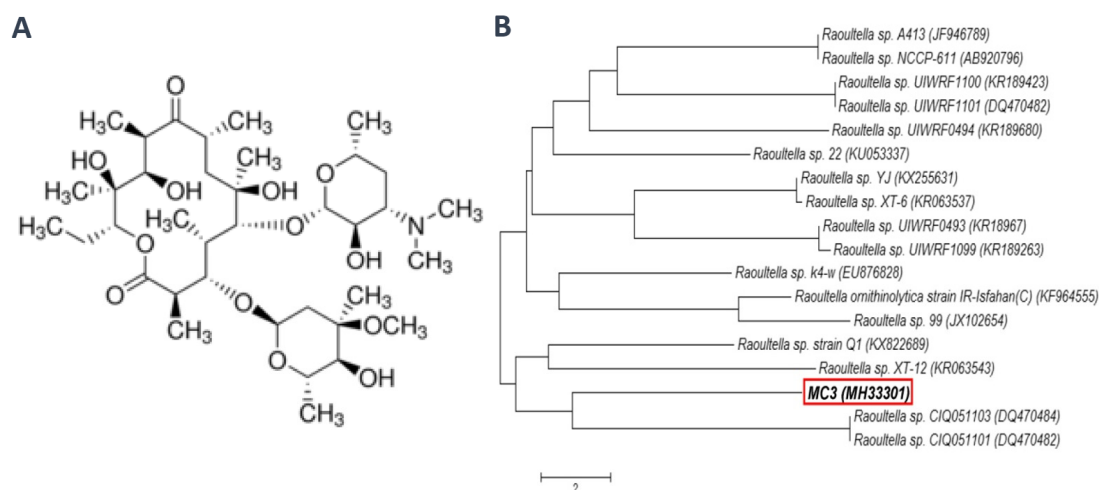 A
B
O
H₃C
CH₃
HO
CH₃
H₃C
OH
OH
H₃C
H₃C
O
O
O
CH₃
O
CH₃
O
N
CH₃
CH₃
OH
O
CH₃
OCH₃
O
OH
CH₃
Raoultella sp. A413 (JF946789)
Raoultella sp. NCCP-611 (AB920796)
Raoultella sp. UIWRF1100 (KR189423)
Raoultella sp. UIWRF1101 (DQ470482)
Raoultella sp. UIWRF0494 (KR189680)
Raoultella sp. 22 (KU053337)
Raoultella sp. YJ (KX255631)
Raoultella sp. XT-6 (KR063537)
Raoultella sp. UIWRF0493 (KR18967)
Raoultella sp. UIWRF1099 (KR189263)
Raoultella sp. k4-w (EU876828)
Raoultella ornithinolytica strain IR-Isfahan(C) (KF964555)
Raoultella sp. 99 (JX102654)
Raoultella sp. strain Q1 (KX822689)
Raoultella sp. XT-12 (KR063543)
MC3 (MH33301)
Raoultella sp. CIQ051103 (DQ470484)
Raoultella sp. CIQ051101 (DQ470482)
2